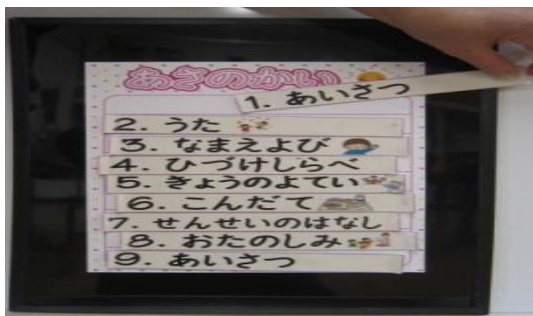 あさのかい
1. あいさつ
2. うた
3. なまえよび
4. ひづけしらべ
5. きょうのよてい
6. こんだて
7. せんせいのはなし
8. おたのしみ
9. あいさつ